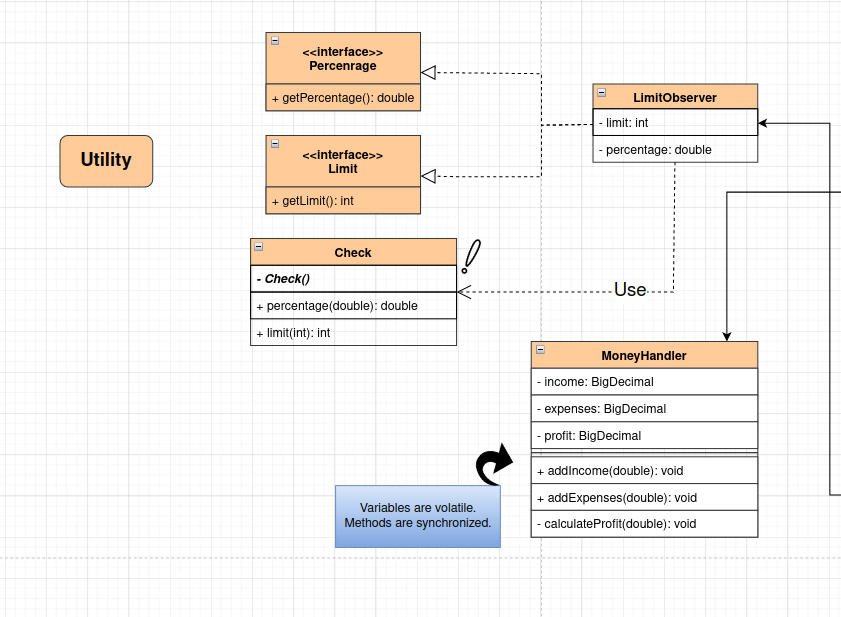 <<interface>>
Percenrage
+ getPercentage(): double
Utility
<<interface>>
Limit
+ getLimit(): int
LimitObserver
- limit: int
- percentage: double
Check
- Check()
+ percentage(double): double
+ limit(int): int
!
Use
MoneyHandler
- income: BigDecimal
- expenses: BigDecimal
- profit: BigDecimal
+ addIncome(double): void
+ addExpenses(double): void
- calculateProfit(double): void
Variables are volatile.
Methods are synchronized.